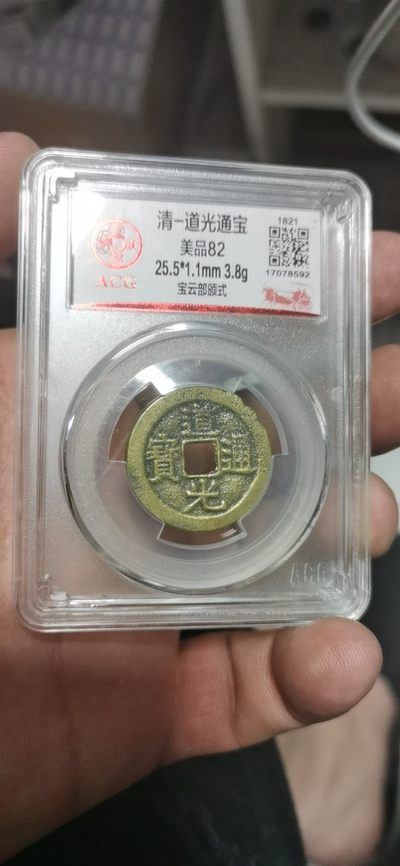 清-道光通宝
美品82
25.5*1.1mm 3.8g
宝云部颁式
1821
17078592
ACG
道
光
通
寶
ACG